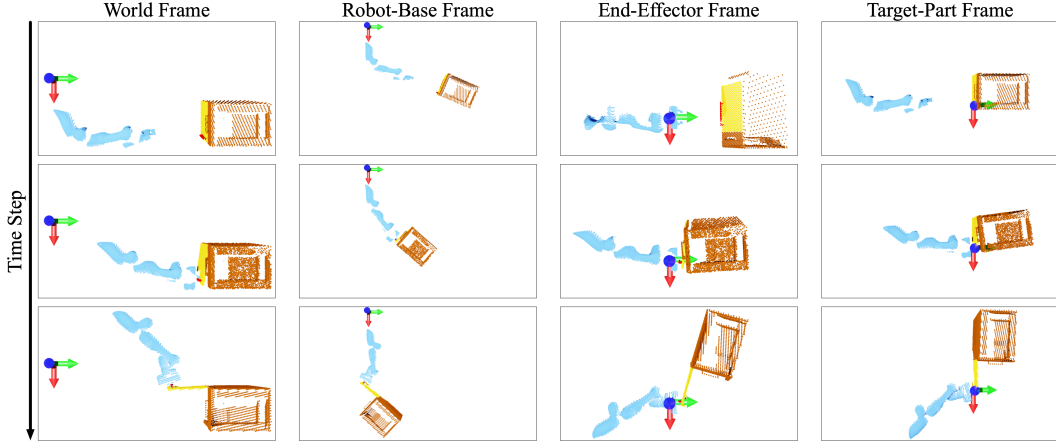 World Frame
Robot-Base Frame
End-Effector Frame
Target-Part Frame
Time Step